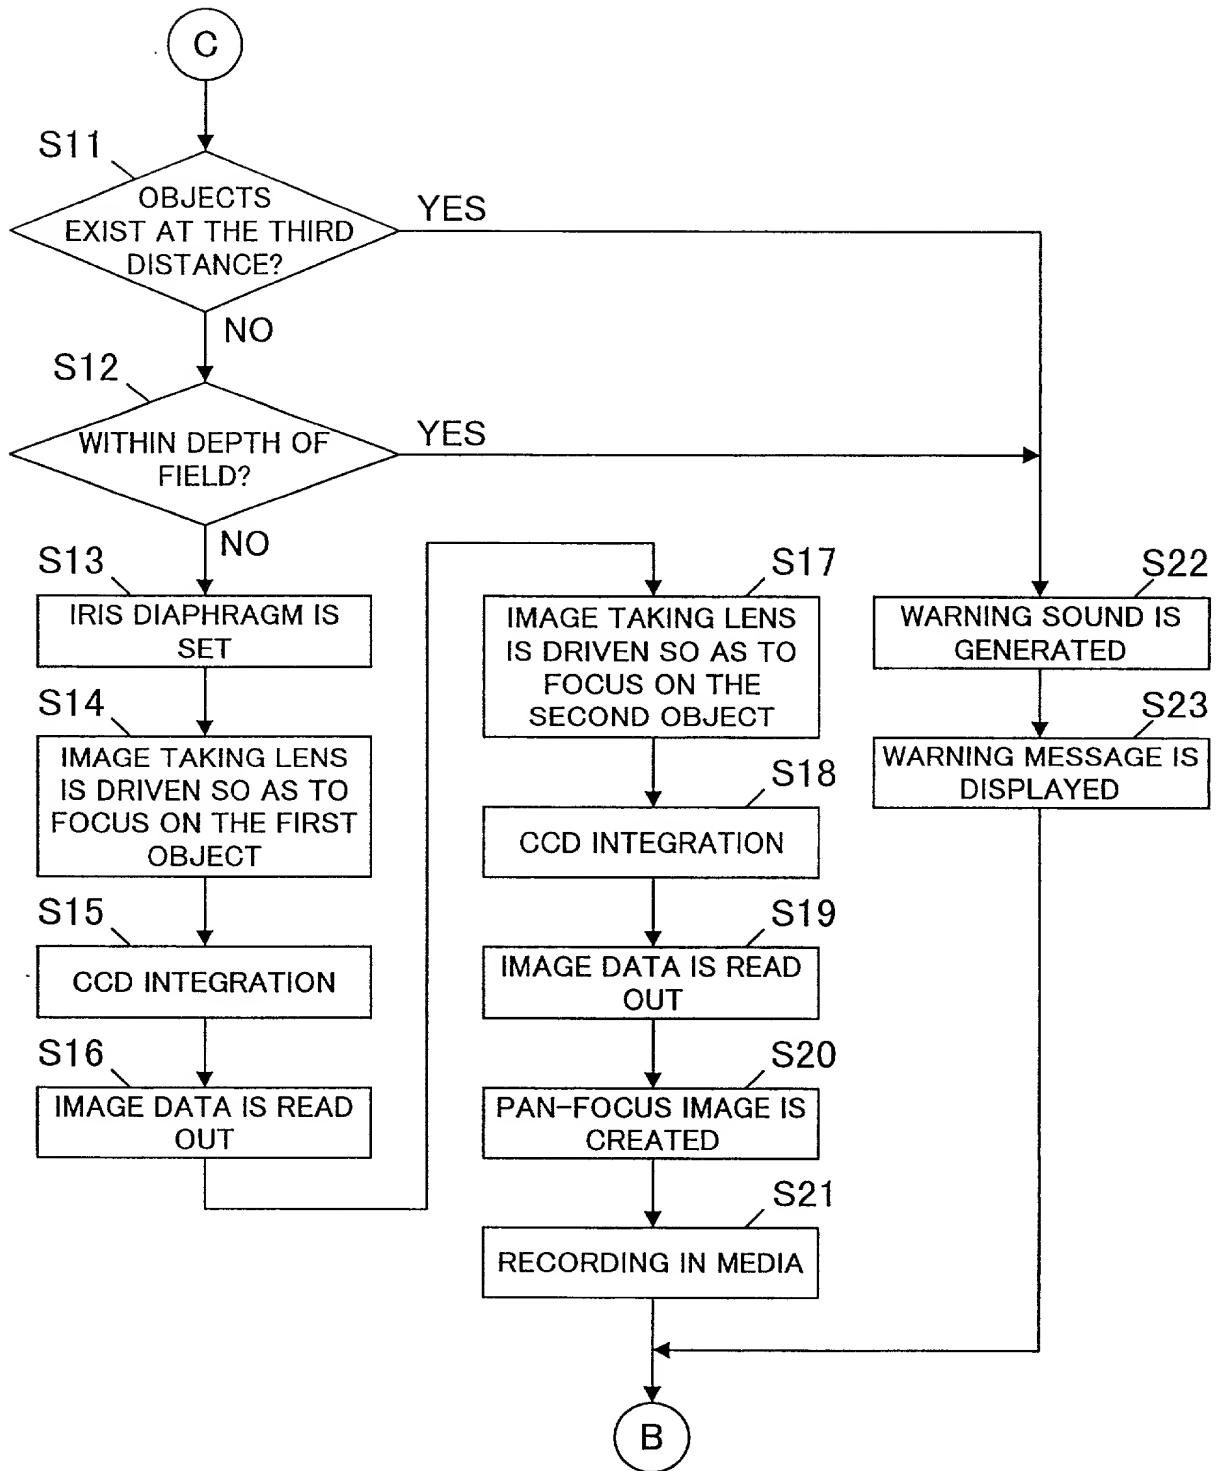 C
S11
OBJECTS
EXIST AT THE THIRD
DISTANCE?
YES
NO
S12
WITHIN DEPTH OF
FIELD?
YES
NO
S13
IRIS DIAPHRAGM IS
SET
S14
IMAGE TAKING LENS
IS DRIVEN SO AS TO
FOCUS ON THE FIRST
OBJECT
S15
CCD INTEGRATION
S16
IMAGE DATA IS READ
OUT
S17
IMAGE TAKING LENS
IS DRIVEN SO AS TO
FOCUS ON THE
SECOND OBJECT
S18
CCD INTEGRATION
S19
IMAGE DATA IS READ
OUT
S20
PAN-FOCUS IMAGE IS
CREATED
S21
RECORDING IN MEDIA
S22
WARNING SOUND IS
GENERATED
S23
WARNING MESSAGE IS
DISPLAYED
B